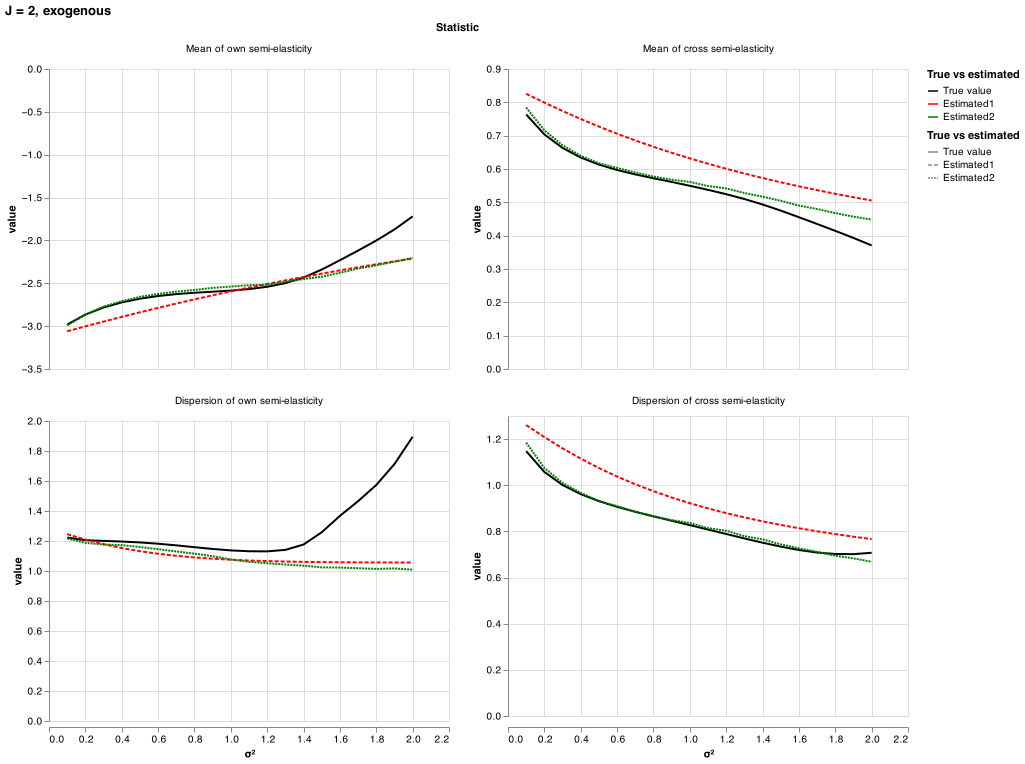 J = 2, exogenous
Statistic
Mean of own semi-elasticity
0.0
−0.5
−1.0
−1.5
−2.0
−2.5
−3.0
−3.5
value
Mean of cross semi-elasticity
0.9
0.8
0.7
0.6
0.5
0.4
0.3
0.2
0.1
0.0
value
True vs estimated
True value
Estimated1
Estimated2
True vs estimated
True value
Estimated1
Estimated2
Dispersion of own semi-elasticity
2.0
1.8
1.6
1.4
1.2
1.0
0.8
0.6
0.4
0.2
0.0
value
0.0 0.2 0.4 0.6 0.8 1.0 1.2 1.4 1.6 1.8 2.0 2.2
σ²
Dispersion of cross semi-elasticity
1.2
1.0
0.8
0.6
0.4
0.2
0.0
value
0.0 0.2 0.4 0.6 0.8 1.0 1.2 1.4 1.6 1.8 2.0 2.2
σ²